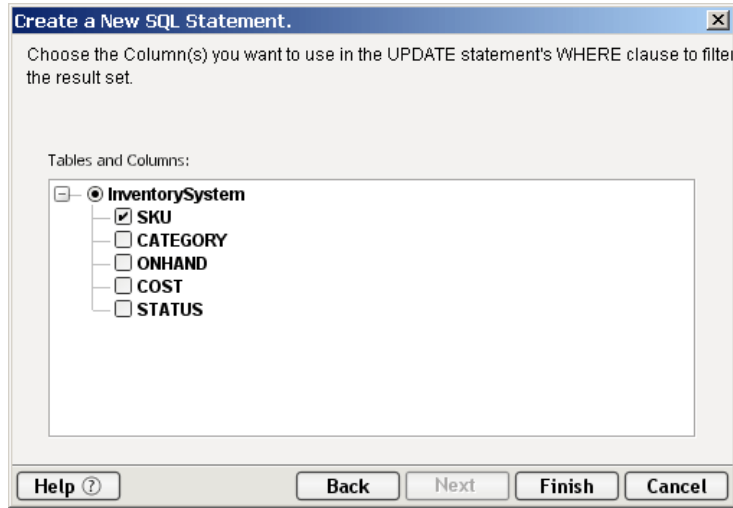 Create a New SQL Statement.
Choose the Column(s) you want to use in the UPDATE statement's WHERE clause to filter
the result set.
Tables and Columns:
InventorySystem
SKU
CATEGORY
ONHAND
COST
STATUS
Help ? Back Next Finish Cancel